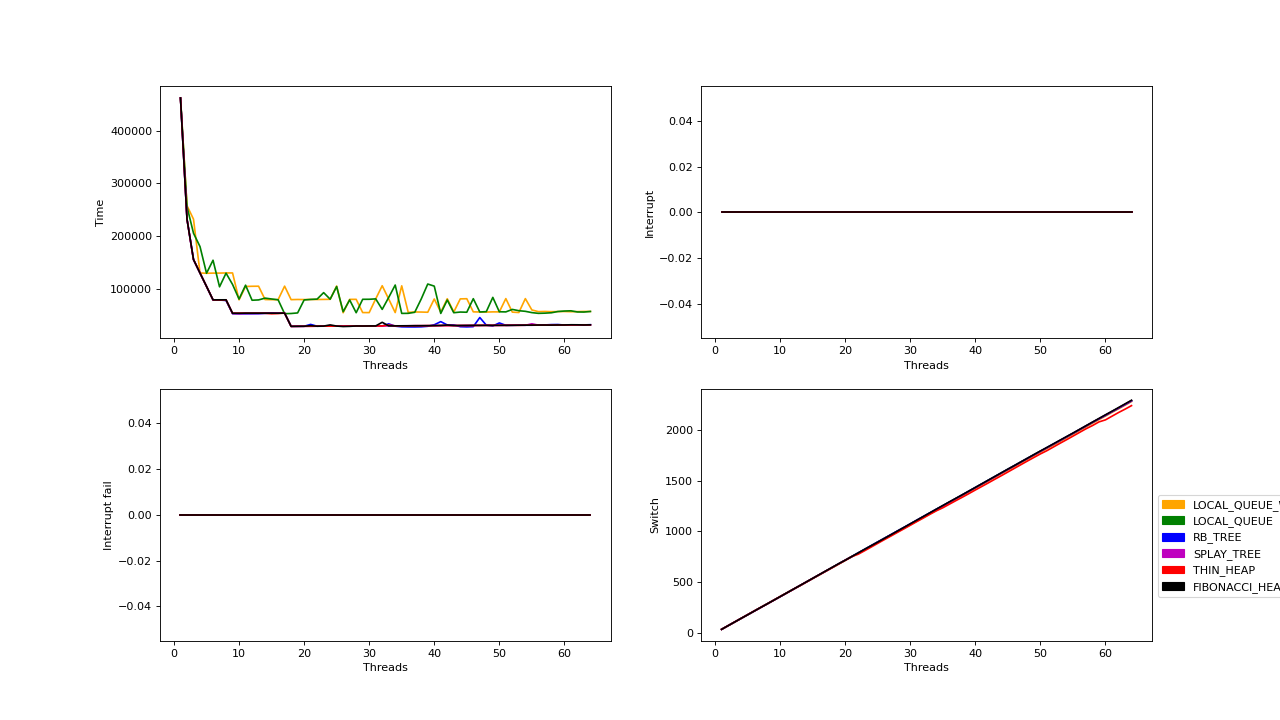 400000
300000
200000
100000
Time
0 10 20 30 40 50 60
Threads
0.04
0.02
0.00
−0.02
−0.04
Interrupt
0 10 20 30 40 50 60
Threads
0.04
0.02
0.00
−0.02
−0.04
Interrupt fail
0 10 20 30 40 50 60
Threads
2000
1500
1000
500
0
Switch
0 10 20 30 40 50 60
Threads
LOCAL_QUEUE_
LOCAL_QUEUE
RB_TREE
SPLAY_TREE
THIN_HEAP
FIBONACCI_HEA